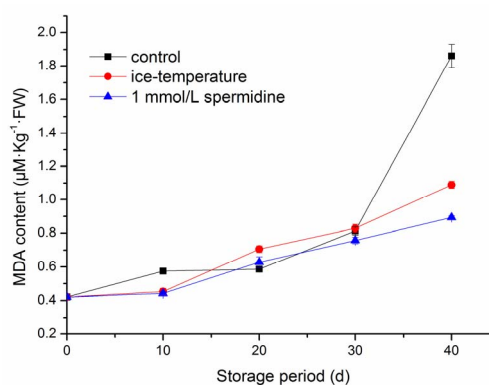 2.0
1.8
1.6
1.4
1.2
1.0
0.8
0.6
0.4
0.2
MDA content (μM·Kg⁻¹·FW)
control
ice-temperature
1 mmol/L spermidine
0 10 20 30 40
Storage period (d)